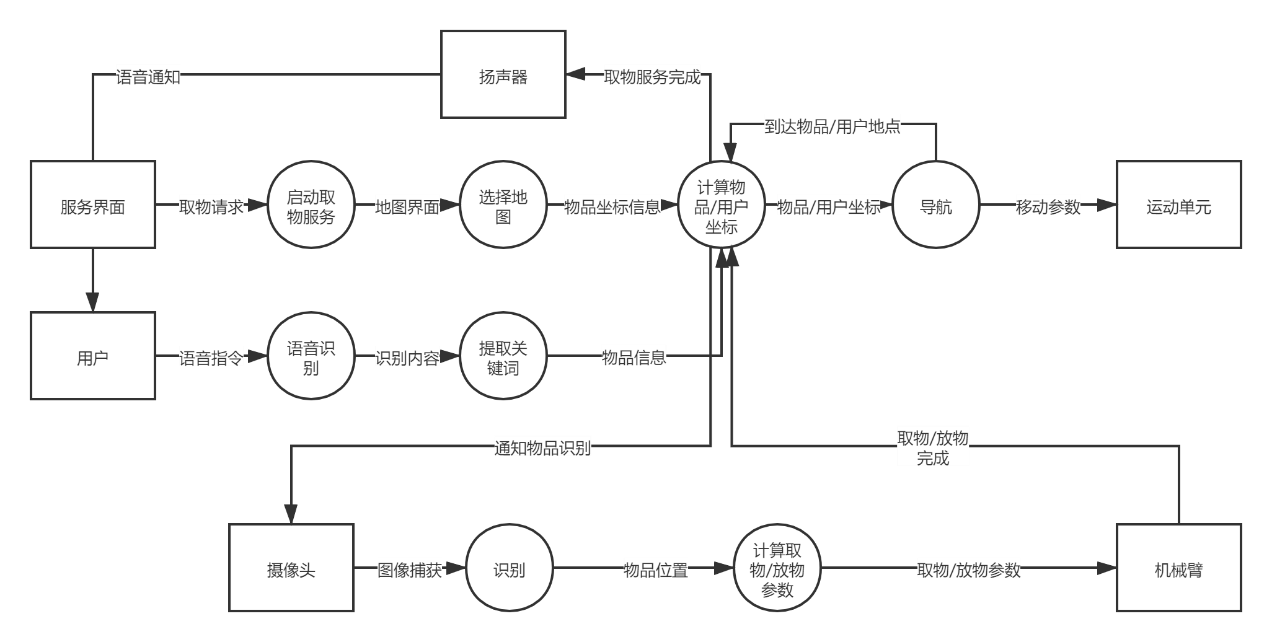 扬声器
语音通知
取物服务完成
到达物品/用户地点
服务界面
取物请求
启动取
物服务
地图界面
选择地
图
物品坐标信息
计算物
品/用户
坐标
物品/用户坐标
导航
移动参数
运动单元
用户
语音指令
语音识
别
识别内容
提取关
键词
物品信息
通知物品识别
取物/放物
完成
摄像头
图像捕获
识别
物品位置
计算取
物/放物
参数
取物/放物参数
机械臂